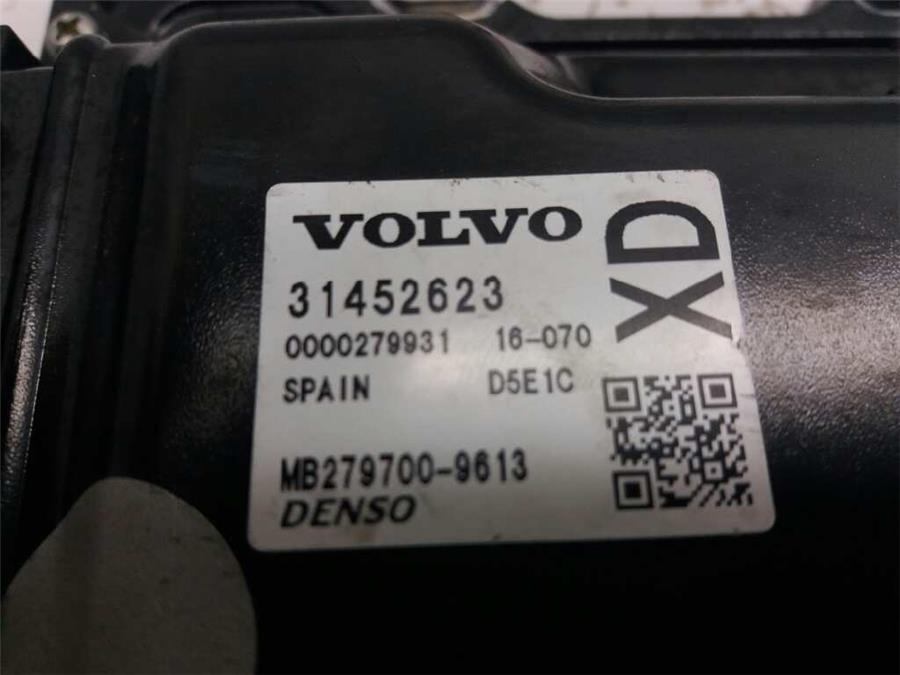 VOLVO
XD
31452623
0000279931 16-070
SPAIN D5E1C
MB279700-9613
DENSO